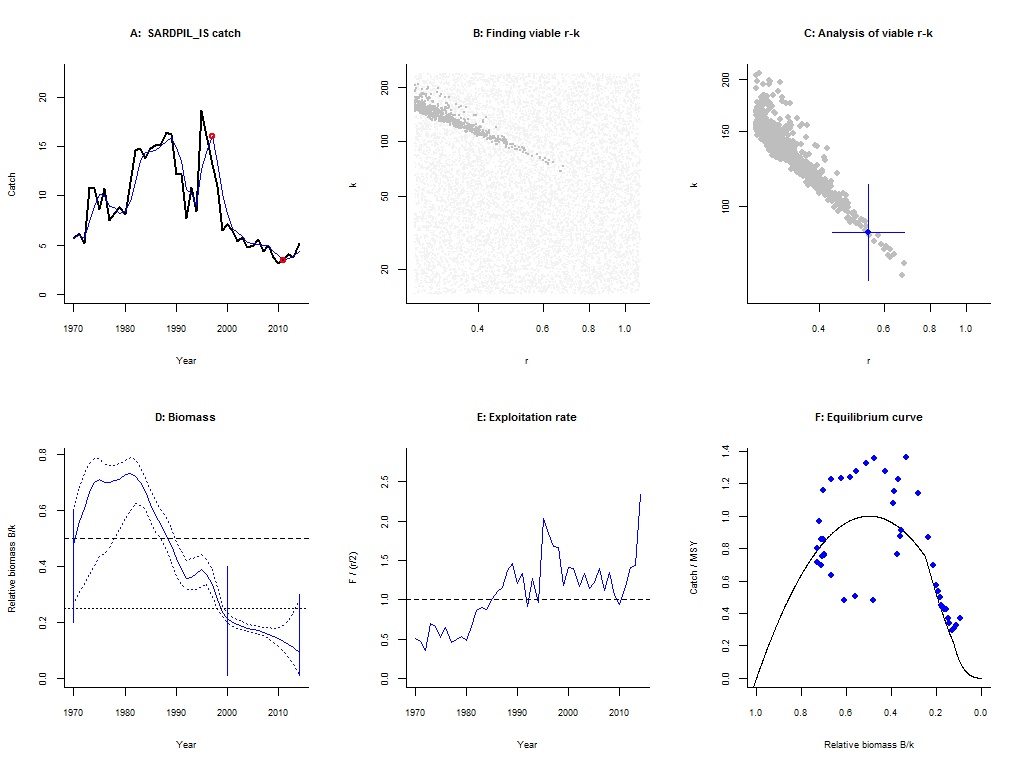 A: SARDPIL_IS catch
Catch
0 5 10 15 20
1970 1980 1990 2000 2010
Year
B: Finding viable r-k
k
20 50 100 200
0.4 0.6 0.8 1.0
r
C: Analysis of viable r-k
k
100 150 200
0.4 0.6 0.8 1.0
r
D: Biomass
Relative biomass B/k
0.0 0.2 0.4 0.6 0.8
1970 1980 1990 2000 2010
Year
E: Exploitation rate
F / (r/2)
0.0 0.5 1.0 1.5 2.0 2.5
1970 1980 1990 2000 2010
Year
F: Equilibrium curve
Catch / MSY
0.0 0.2 0.4 0.6 0.8 1.0 1.2 1.4
1.0 0.8 0.6 0.4 0.2 0.0
Relative biomass B/k